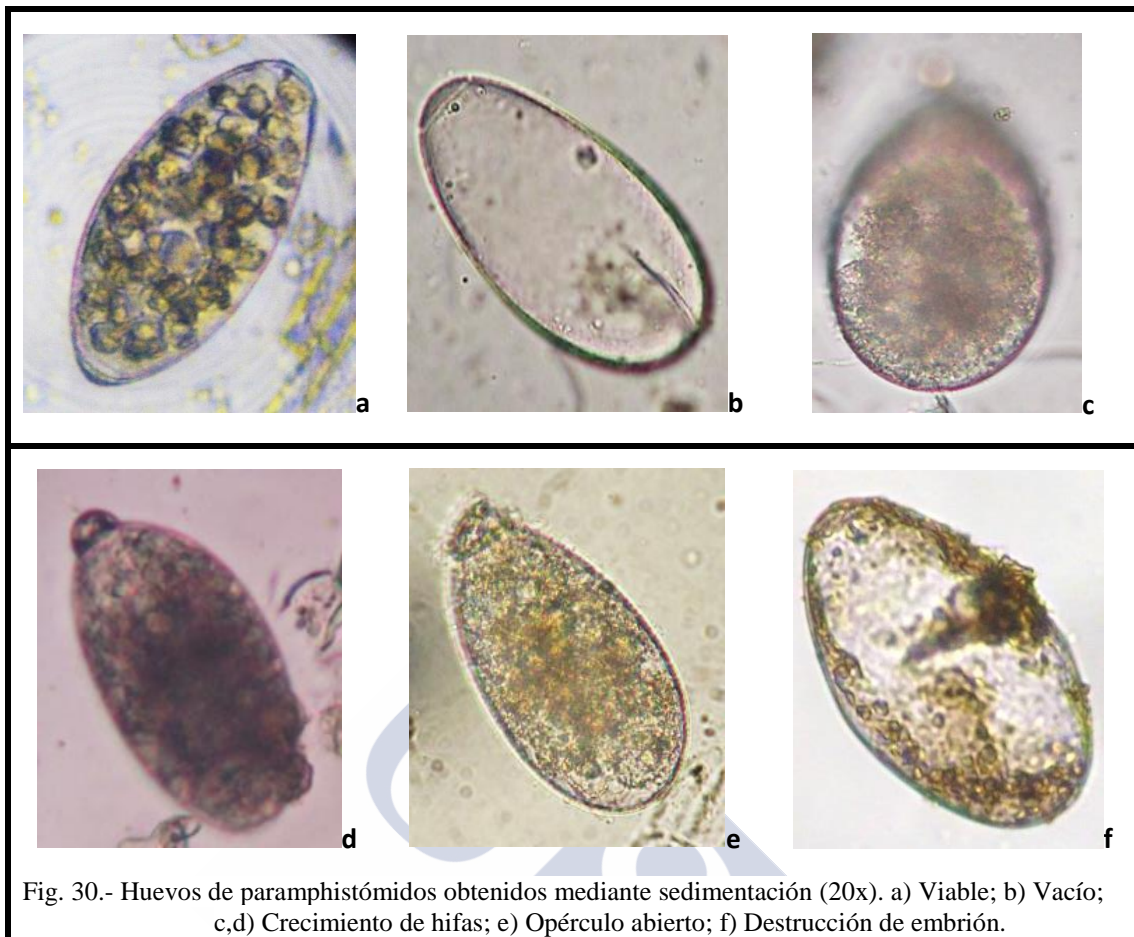 a
b
c
d
e
f
Fig. 30.- Huevos de paramphistómidos obtenidos mediante sedimentación (20x). a) Viable; b) Vacío;
c,d) Crecimiento de hifas; e) Opérculo abierto; f) Destrucción de embrión.